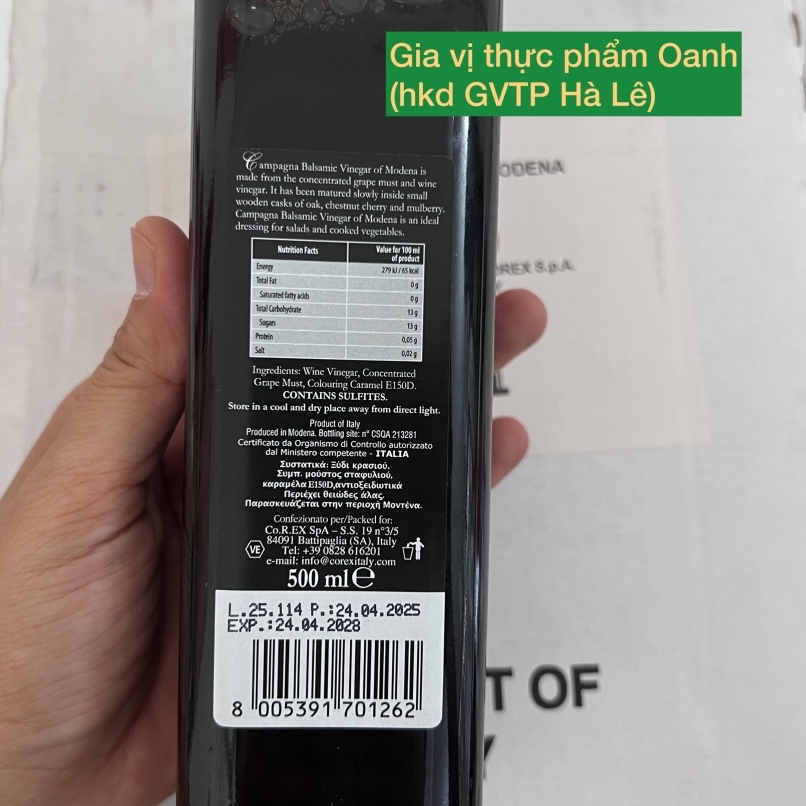 Gia vị thực phẩm Oanh
(hkd GVTP Hà Lê)
Campagna Balsamic Vinegar of Modena is
made from the concentrated grape must and wine
vinegar. It has been matured slowly inside small
wooden casks of oak, chestnut cherry and mulberry.
Campagna Balsamic Vinegar of Modena is an ideal
dressing for salads and cooked vegetables.
Nutrition Facts Value for 100 ml
of product
Energy 279 kJ / 65 kcal
Total Fat 0 g
Saturated fatty acids 0 g
Total Carbohydrate 13 g
Sugars 13 g
Protein 0,05 g
Salt 0,02 g
Ingredients: Wine Vinegar, Concentrated
Grape Must, Colouring Caramel E150D.
CONTAINS SULFITES.
Store in a cool and dry place away from direct light.
Product of Italy
Produced in Modena. Bottling site: n° CSQA 213281
Certificato da Organismo di Controllo autorizzato
dal Ministero competente - ITALIA
Συστατικά: Ξύδι κρασιού,
Συμπ. μούστος σταφυλιού,
καραμέλα E150D,αντιοξειδωτικά
Περιέχει θειώδες άλας.
Παρασκευάζεται στην περιοχή Μοντένα.
Confezionato per/Packed for:
Co.R.EX SpA – S.S. 19 n°3/5
84091 Battipaglia (SA), Italy
Tel: +39 0828 616201
e-mail: info@corexitaly.com
VE
500 ml e
L.25.114 P.:24.04.2025
EXP.:24.04.2028
8 005391 701262
ODENA
REX S.p.A.
T OF
Y